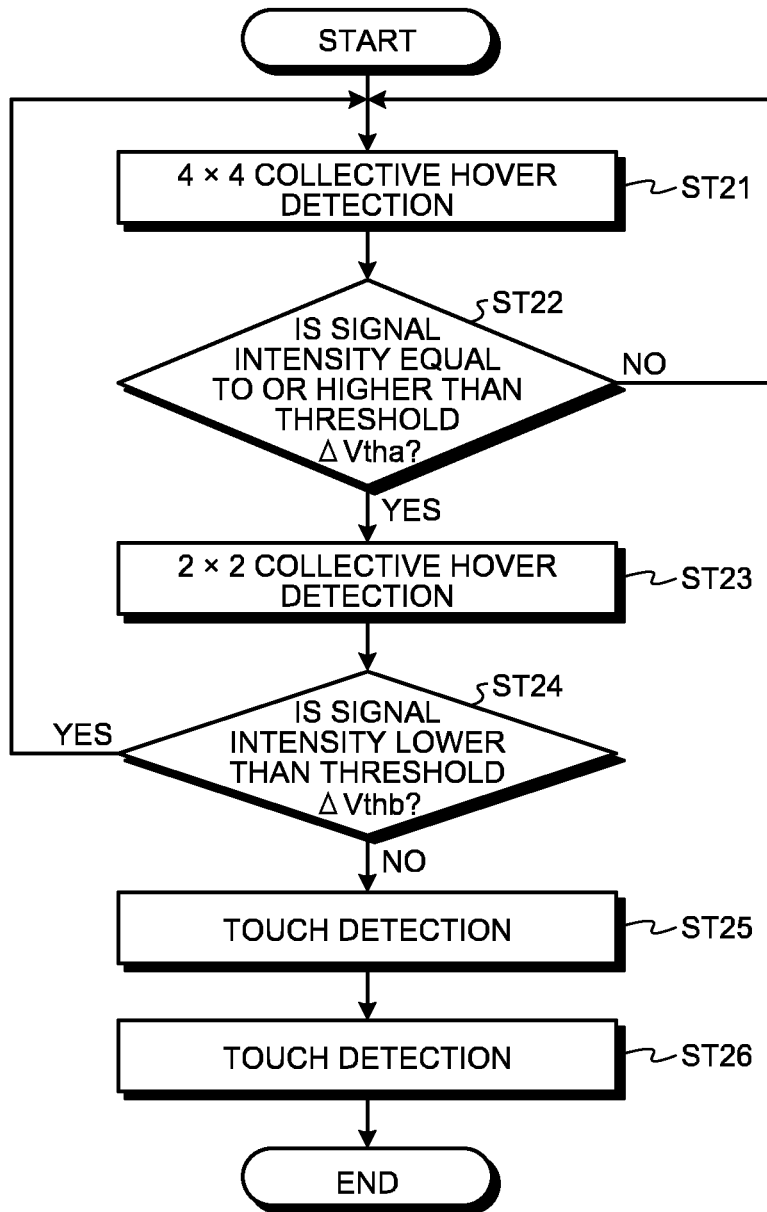 START
4 × 4 COLLECTIVE HOVER
DETECTION
ST21
ST22
IS SIGNAL
INTENSITY EQUAL
TO OR HIGHER THAN
THRESHOLD
Δ Vtha?
NO
YES
2 × 2 COLLECTIVE HOVER
DETECTION
ST23
ST24
IS SIGNAL
INTENSITY LOWER
THAN THRESHOLD
Δ Vthb?
YES
NO
TOUCH DETECTION
ST25
TOUCH DETECTION
ST26
END